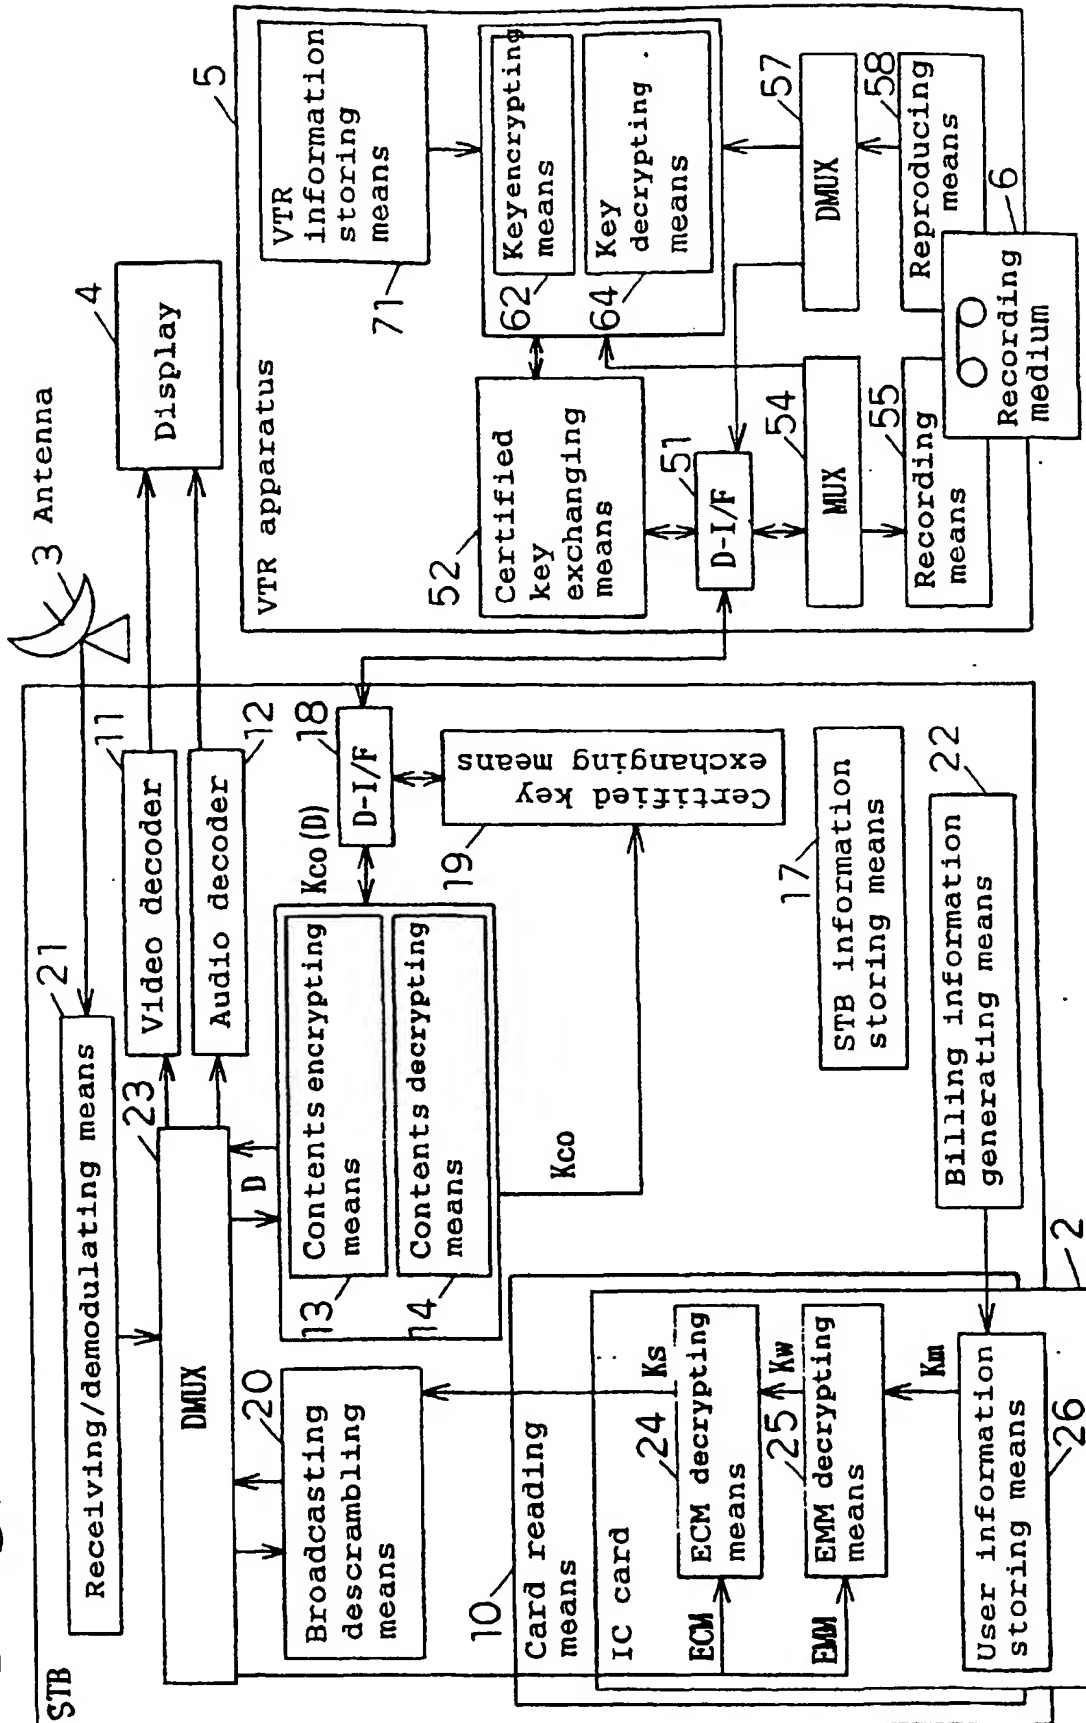 STB
Receiving/demodulating means
21
3 Antenna
4
Display
DMUX
23
Video decoder
11
Audio decoder
12
D
20
Broadcasting
descrambling
means
13
Contents encrypting
means
14
Contents decrypting
means
Kco(D)
18
D-I/F
Kco
19
Certified key
exchanging means
10
Card reading
means
IC card
Ks
24
ECM decrypting
means
ECM
Kw
25
EMM decrypting
means
EMM
Km
User information
storing means
26
2
17
STB information
storing means
22
Billing information
generating means
5
VTR apparatus
VTR
information
storing
means
71
52
Certified
key
exchanging
means
62
Keyencrypting
means
64
Key
decrypting
means
51
D-I/F
54
MUX
57
DMUX
55
Recording
means
58
Reproducing
means
6
Recording
medium